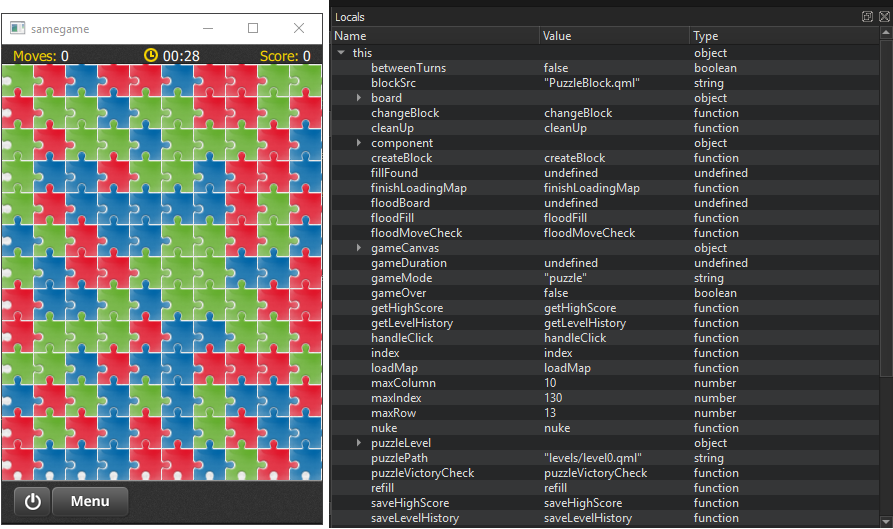 samegame
Moves: 0 00:28 Score: 0
Menu
Locals
Name Value Type
this object
betweenTurns false boolean
blockSrc "PuzzleBlock.qml" string
board object
changeBlock changeBlock function
cleanUp cleanUp function
component object
createBlock createBlock function
fillFound undefined undefined
finishLoadingMap finishLoadingMap function
floodBoard undefined undefined
floodFill floodFill function
floodMoveCheck floodMoveCheck function
gameCanvas object
gameDuration undefined undefined
gameMode "puzzle" string
gameOver false boolean
getHighScore getHighScore function
getLevelHistory getLevelHistory function
handleClick handleClick function
index index function
loadMap loadMap function
maxColumn 10 number
maxIndex 130 number
maxRow 13 number
nuke nuke function
puzzleLevel object
puzzlePath "levels/level0.qml" string
puzzleVictoryCheck puzzleVictoryCheck function
refill refill function
saveHighScore saveHighScore function
saveLevelHistory saveLevelHistory function